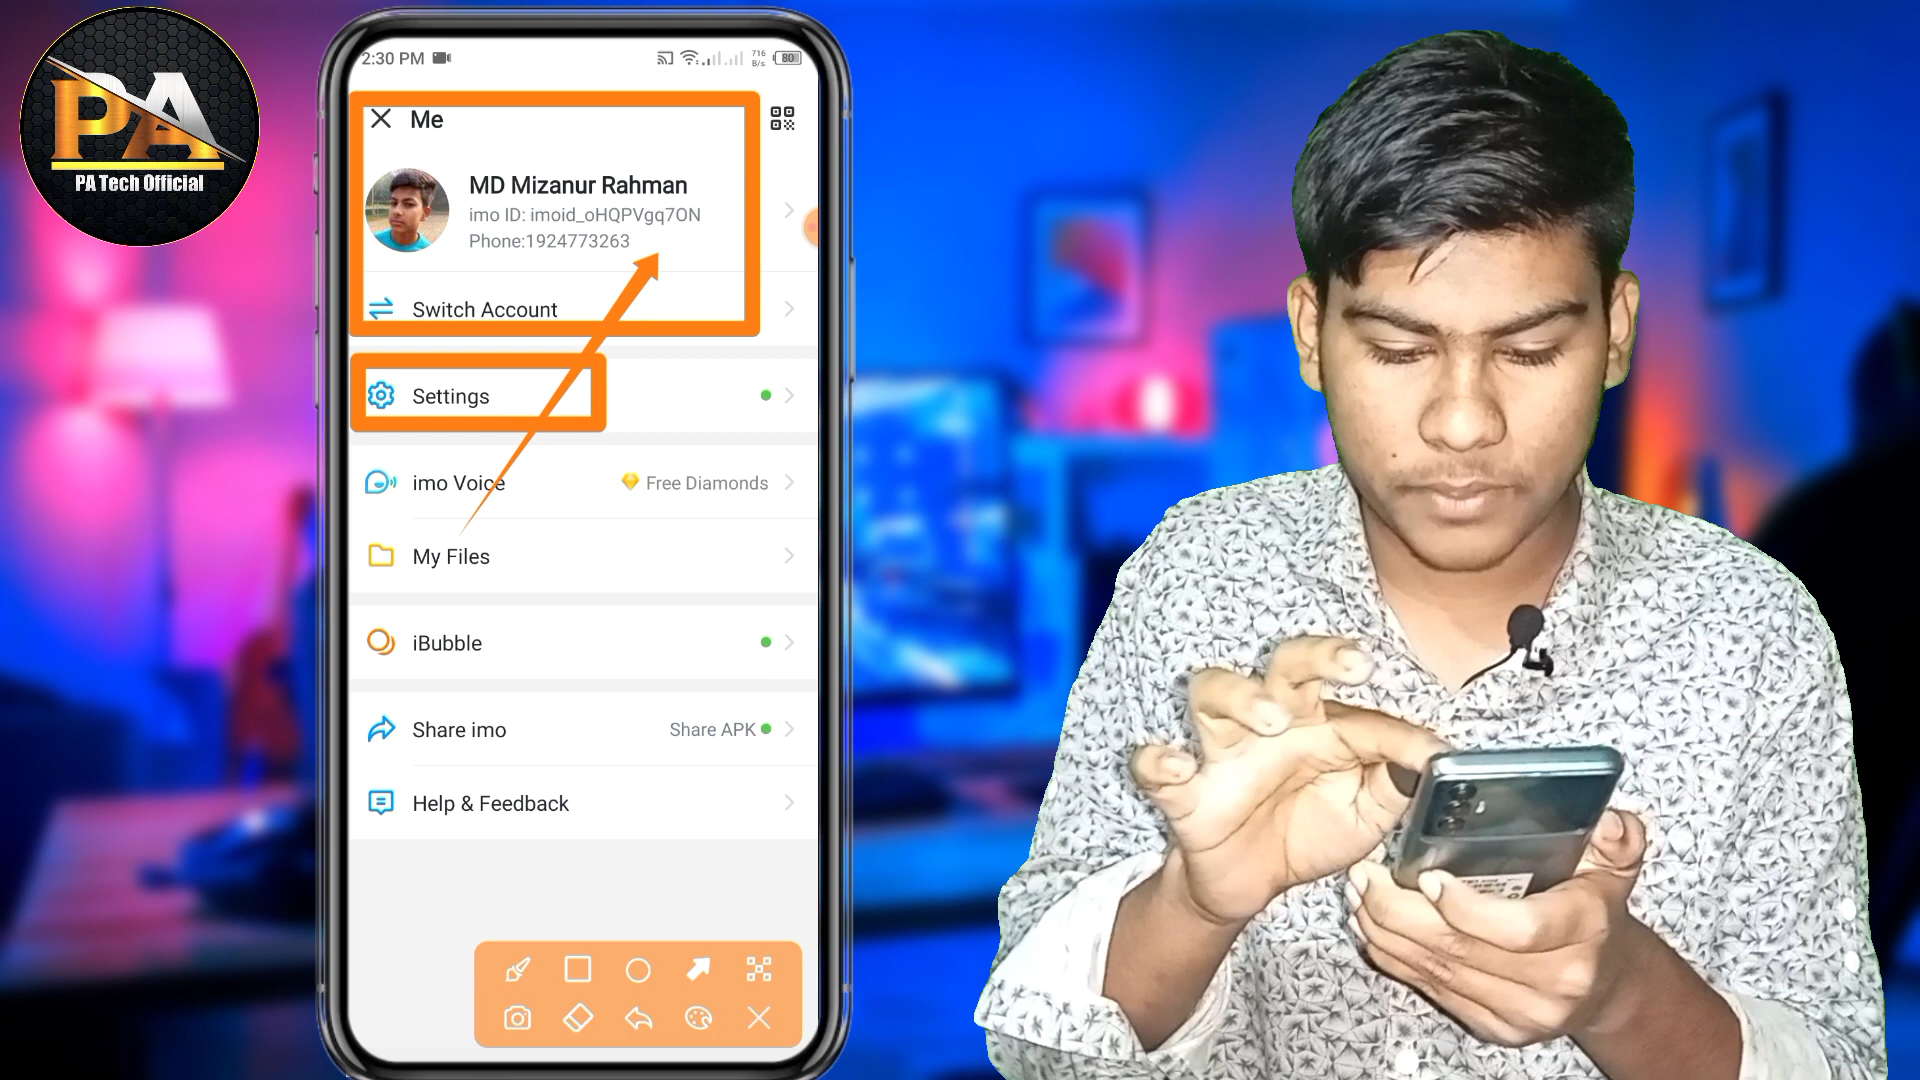 PA
PA Tech Official
2:30 PM
716
B/s
80
Me
MD Mizanur Rahman
imo ID: imoid_oHQPVgq7ON
Phone:1924773263
Switch Account
Settings
imo Voice
Free Diamonds
My Files
iBubble
Share imo
Share APK
Help & Feedback